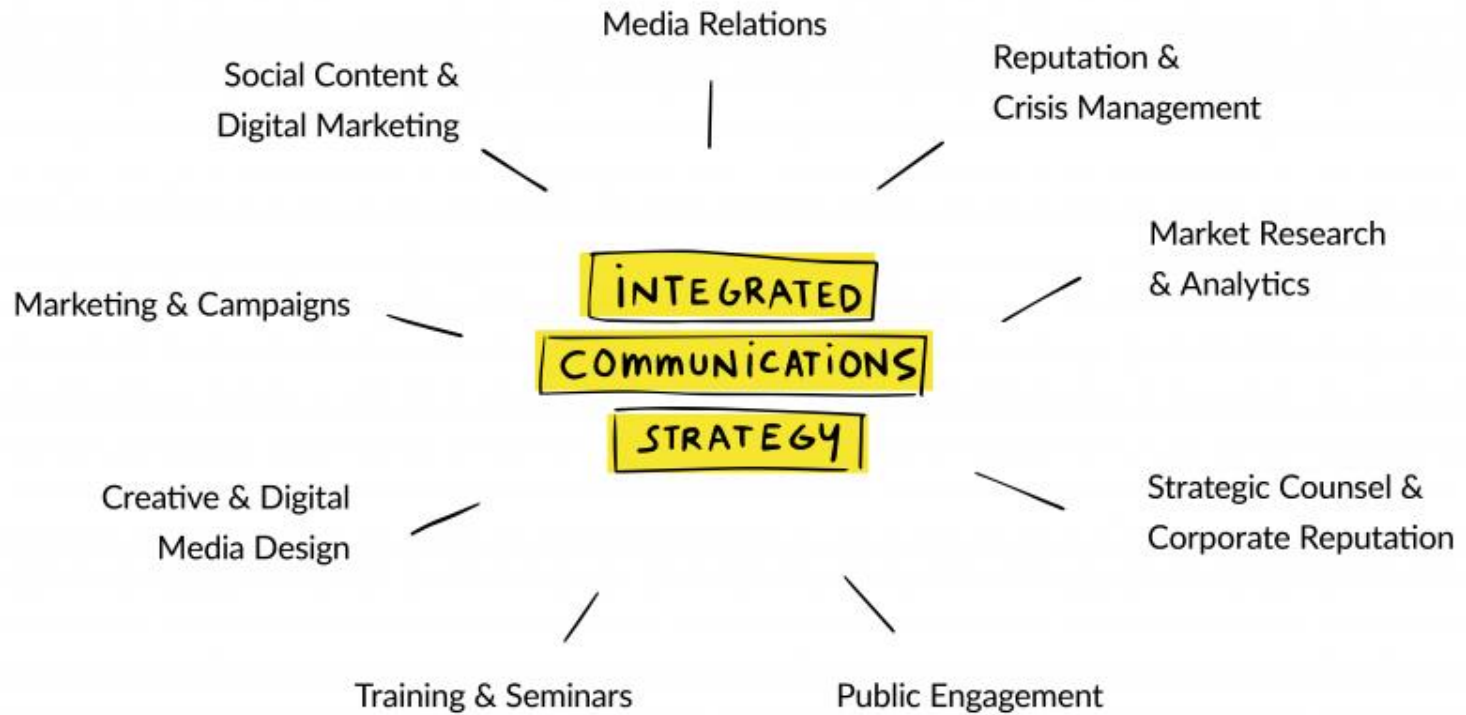 Media Relations
Reputation &
Crisis Management
Social Content &
Digital Marketing
Market Research
& Analytics
Marketing & Campaigns
iNTEGRATED
COmmUNiCATiONS
STRATEGY
Strategic Counsel &
Corporate Reputation
Creative & Digital
Media Design
Training & Seminars
Public Engagement